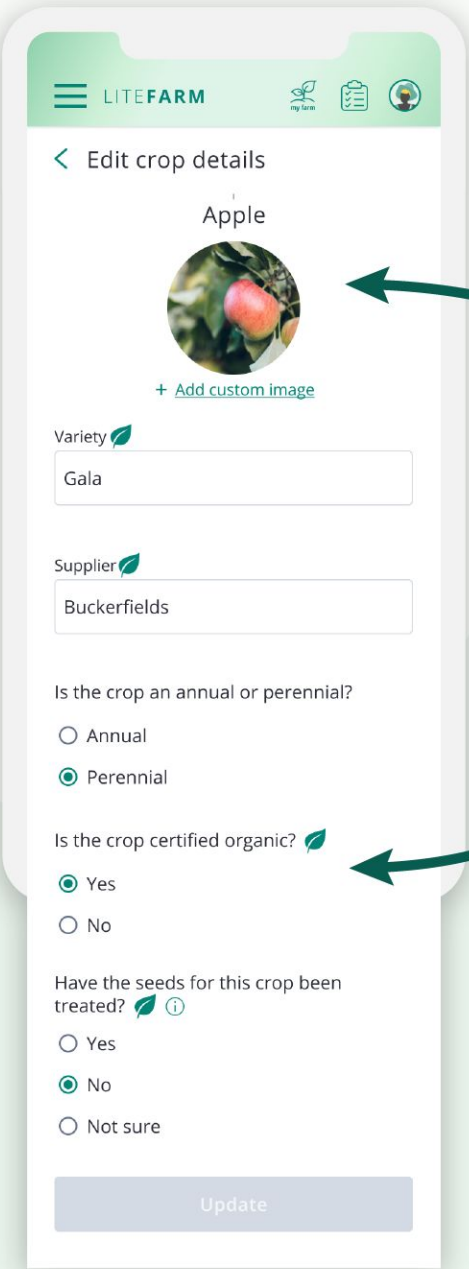 LITEFARM
my farm
Edit crop details
Apple
+ Add custom image
Variety
Gala
Supplier
Buckerfields
Is the crop an annual or perennial?
Annual
Perennial
Is the crop certified organic?
Yes
No
Have the seeds for this crop been
treated?
Yes
No
Not sure
Update